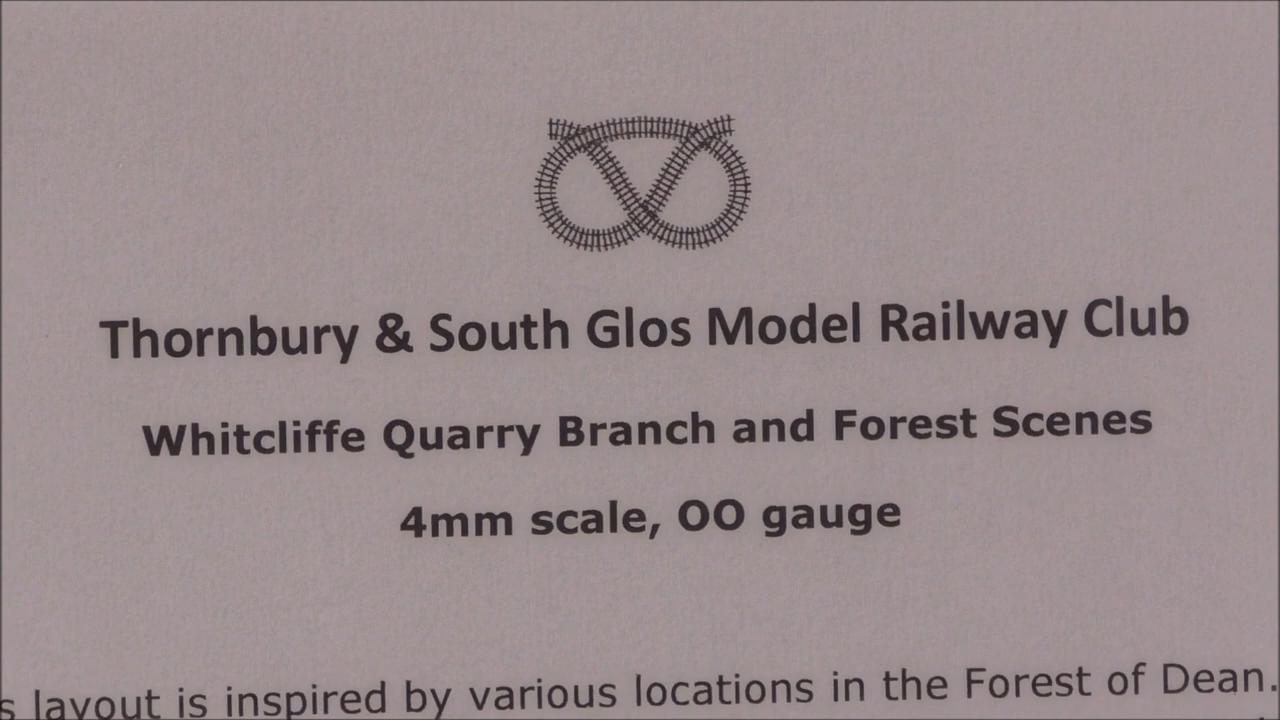 Thornbury & South Glos Model Railway Club
Whitcliffe Quarry Branch and Forest Scenes
4mm scale, OO gauge
layout is inspired by various locations in the Forest of Dean.